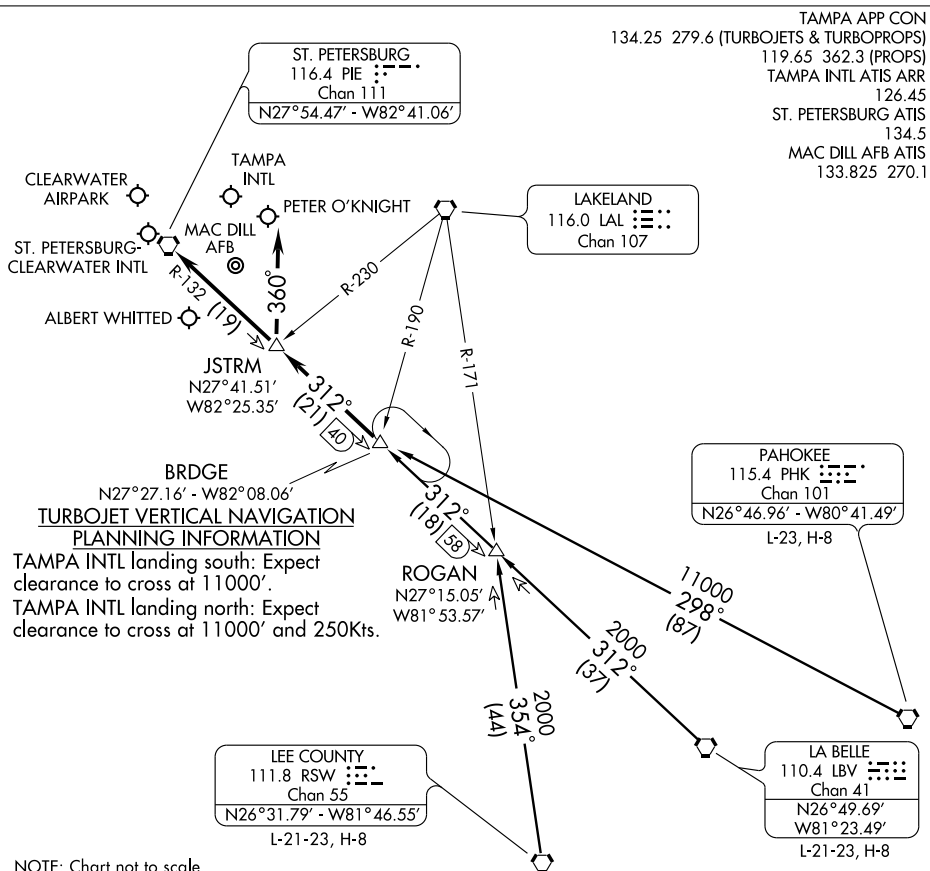 TAMPA APP CON
134.25 279.6 (TURBOJETS & TURBOPROPS)
119.65 362.3 (PROPS)
TAMPA INTL ATIS ARR
126.45
ST. PETERSBURG ATIS
134.5
MAC DILL AFB ATIS
133.825 270.1
ST. PETERSBURG
116.4 PIE
Chan 111
N27°54.47' - W82°41.06'
CLEARWATER
AIRPARK
TAMPA
INTL
PETER O'KNIGHT
LAKELAND
116.0 LAL
Chan 107
ST. PETERSBURG-
CLEARWATER INTL
MAC DILL
AFB
ALBERT WHITTED
R-132
(19)
360°
R-230
R-190
R-171
JSTRM
N27°41.51'
W82°25.35'
312°
(21)
40
BRDGE
N27°27.16' - W82°08.06'
TURBOJET VERTICAL NAVIGATION
PLANNING INFORMATION
TAMPA INTL landing south: Expect
clearance to cross at 11000'.
TAMPA INTL landing north: Expect
clearance to cross at 11000' and 250Kts.
312°
(18)
58
ROGAN
N27°15.05'
W81°53.57'
PAHOKEE
115.4 PHK
Chan 101
N26°46.96' - W80°41.49'
L-23, H-8
11000
298°
(87)
2000
312°
(37)
2000
354°
(44)
LEE COUNTY
111.8 RSW
Chan 55
N26°31.79' - W81°46.55'
L-21-23, H-8
LA BELLE
110.4 LBV
Chan 41
N26°49.69'
W81°23.49'
L-21-23, H-8
NOTE: Chart not to scale